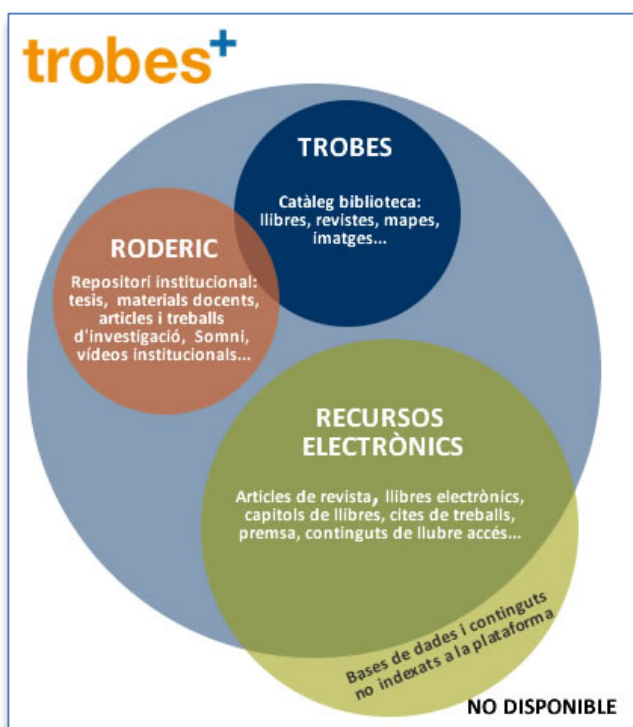 trobes+
TROBES
Catàleg biblioteca:
llibres, revistes, mapes,
imatges...
RODERIC
Repositori institucional:
tesis, materials docents,
articles i treballs
d'investigació, Somni,
vídeos institucionals...
RECURSOS
ELECTRÒNICS
Articles de revista, llibres electrònics,
capitols de llibres, cites de treballs,
premsa, continguts de llubre accés...
Bases de dades i continguts
no indexats a la plataforma
NO DISPONIBLE